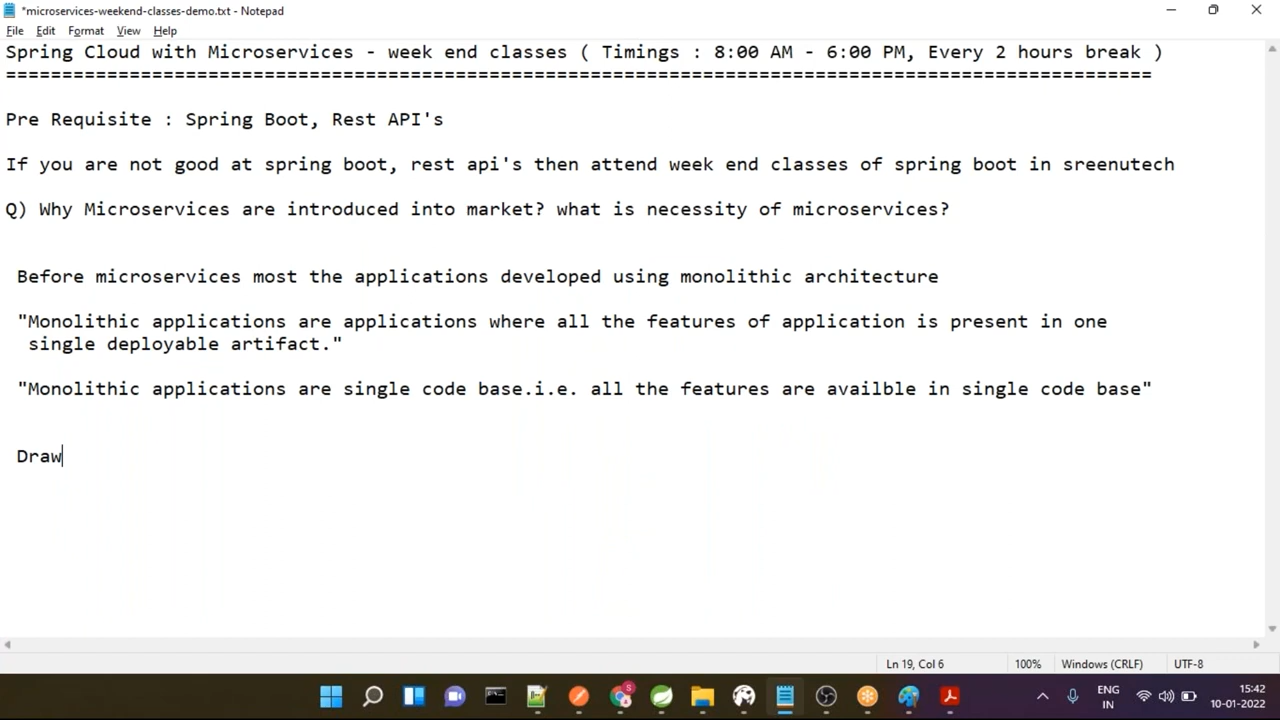 *microservices-weekend-classes-demo.txt - Notepad
File Edit Format View Help
Spring Cloud with Microservices - week end classes ( Timings : 8:00 AM - 6:00 PM, Every 2 hours break )
======================================================================================================
Pre Requisite : Spring Boot, Rest API's
If you are not good at spring boot, rest api's then attend week end classes of spring boot in sreenutech
Q) Why Microservices are introduced into market? what is necessity of microservices?
Before microservices most the applications developed using monolithic architecture
"Monolithic applications are applications where all the features of application is present in one
single deployable artifact."
"Monolithic applications are single code base.i.e. all the features are availble in single code base"
Draw
Ln 19, Col 6 100% Windows (CRLF) UTF-8
ENG 15:42
IN 10-01-2022